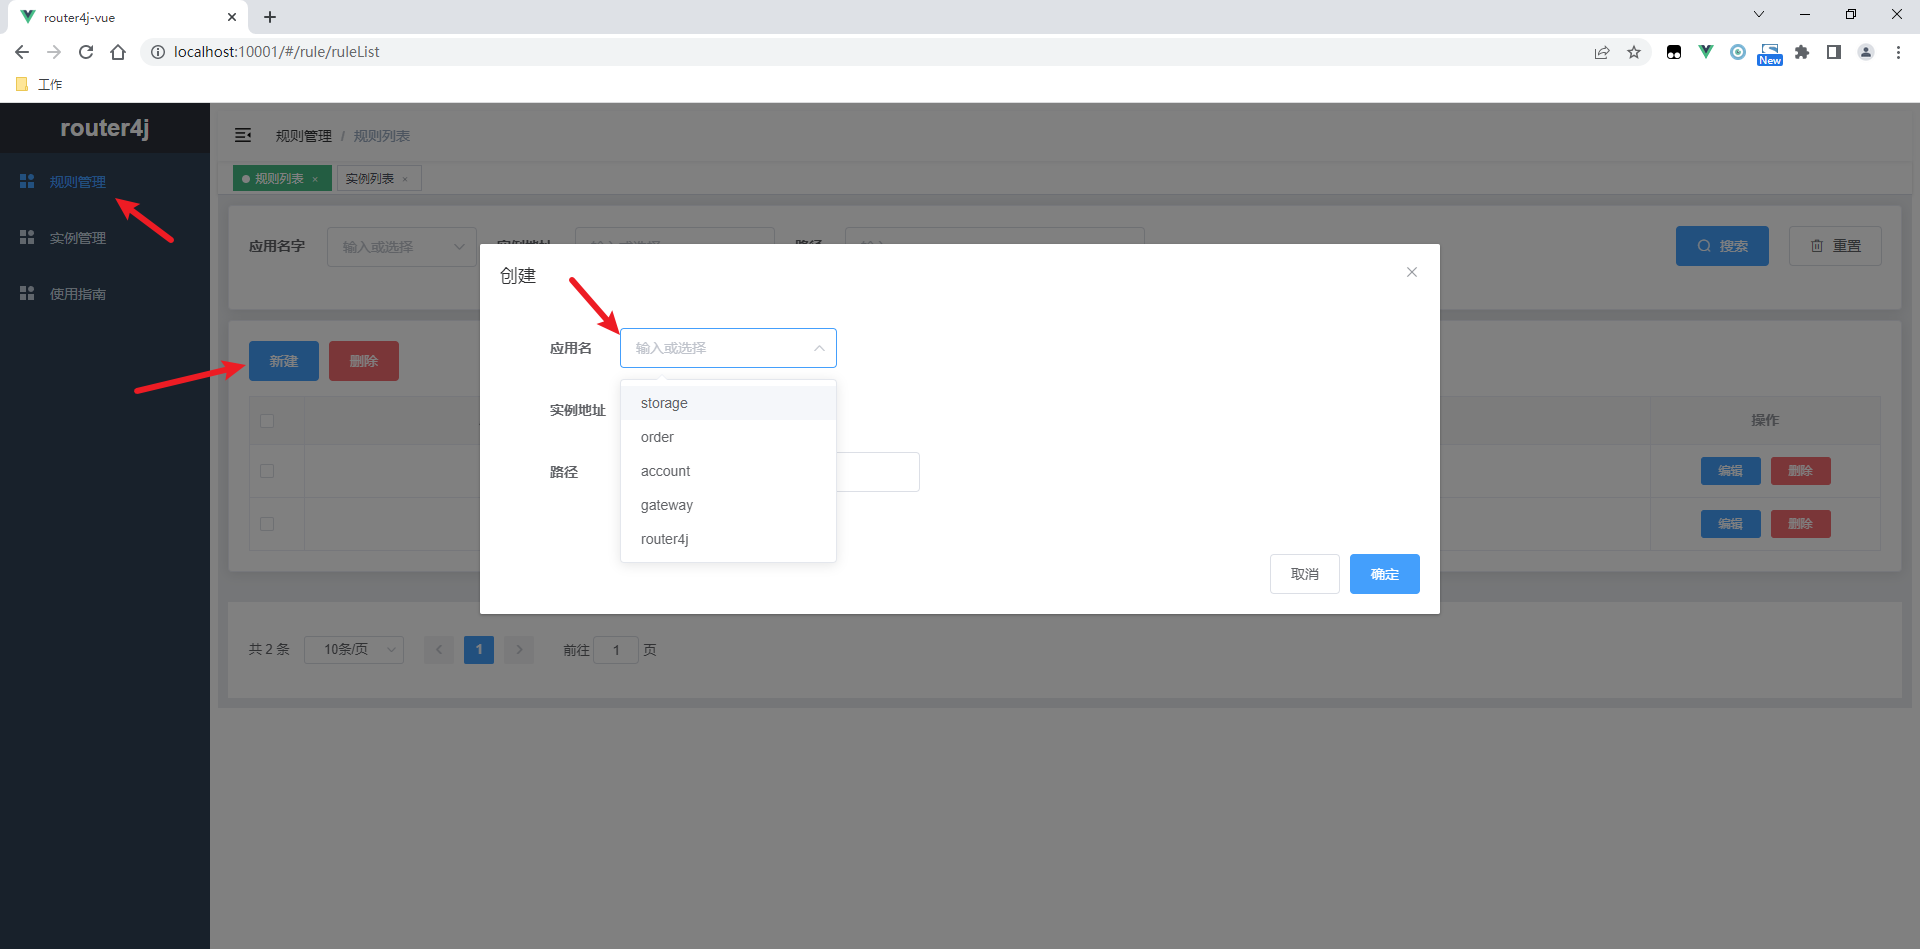 router4j-vue
localhost:10001/#/rule/ruleList
New
工作
router4j
规则管理
实例管理
使用指南
规则管理 / 规则列表
规则列表 ×
实例列表 ×
应用名字 输入或选择
搜索 重置
创建
应用名 输入或选择
storage
order
account
gateway
router4j
实例地址
路径
取消 确定
新建 删除
操作
编辑 删除
编辑 删除
共 2 条 10条/页 1 前往 1 页